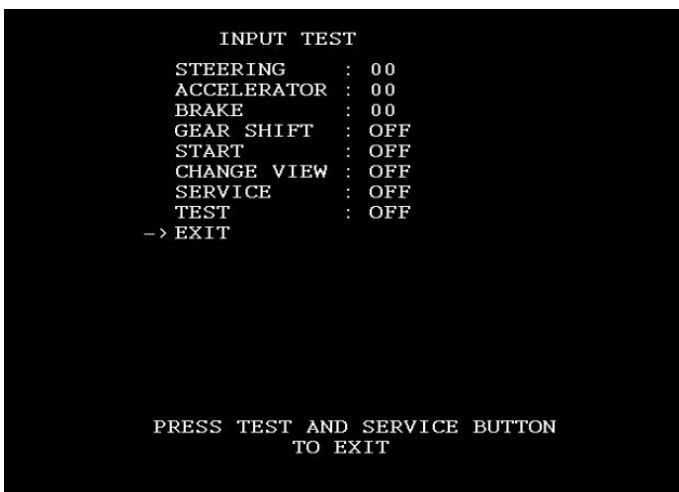 INPUT TEST
STEERING : 00
ACCELERATOR : 00
BRAKE : 00
GEAR SHIFT : OFF
START : OFF
CHANGE VIEW : OFF
SERVICE : OFF
TEST : OFF
-> EXIT
PRESS TEST AND SERVICE BUTTON
TO EXIT